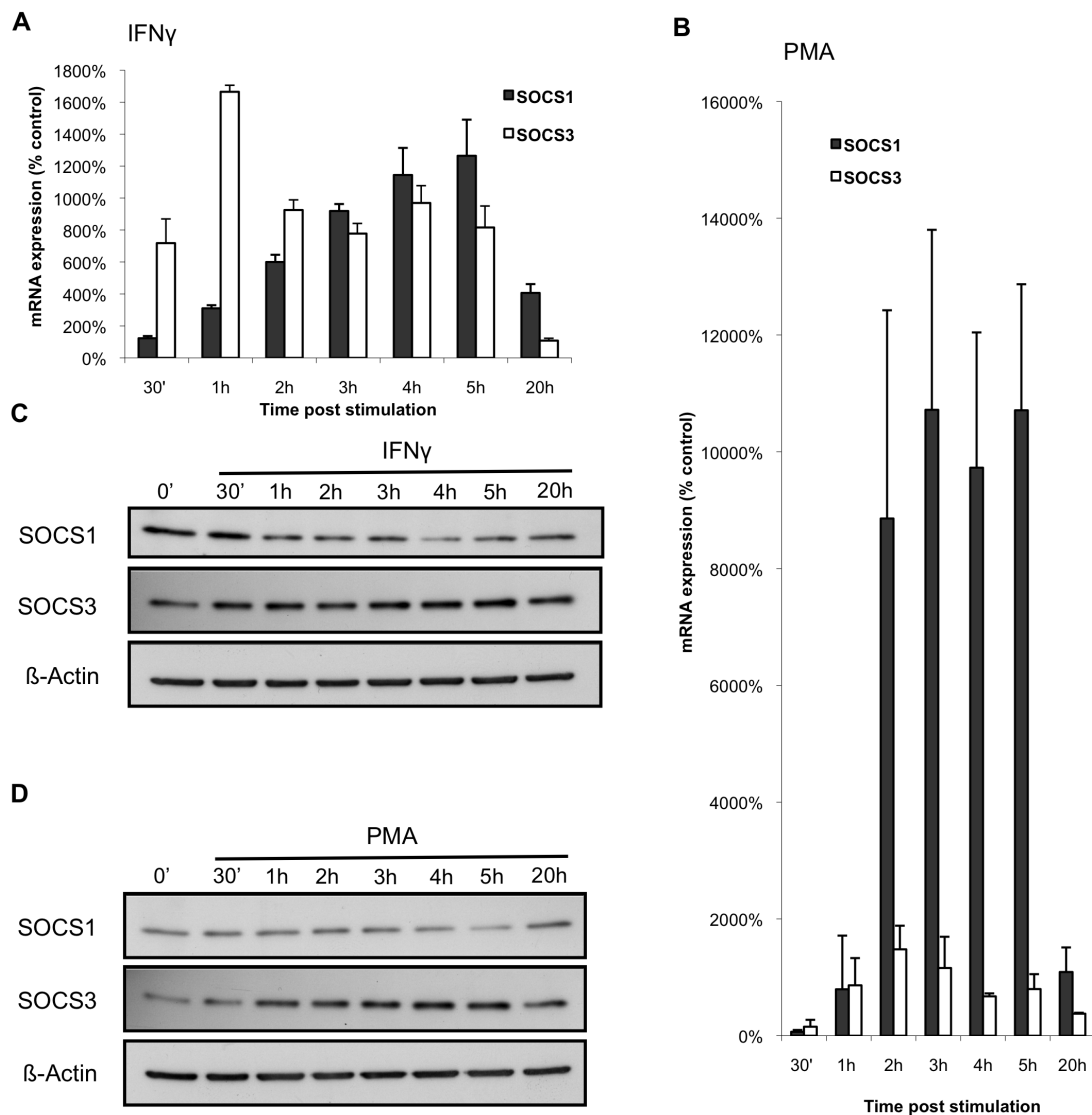 A
IFNγ
1800%
1600%
1400%
1200%
1000%
800%
600%
400%
200%
0%
mRNA expression (% control)
SOCS1
SOCS3
30' 1h 2h 3h 4h 5h 20h
Time post stimulation
B
PMA
16000%
14000%
12000%
10000%
8000%
6000%
4000%
2000%
0%
mRNA expression (% control)
SOCS1
SOCS3
30' 1h 2h 3h 4h 5h 20h
Time post stimulation
C
IFNγ
0’ 30’ 1h 2h 3h 4h 5h 20h
SOCS1
SOCS3
ß-Actin
D
PMA
0’ 30’ 1h 2h 3h 4h 5h 20h
SOCS1
SOCS3
ß-Actin